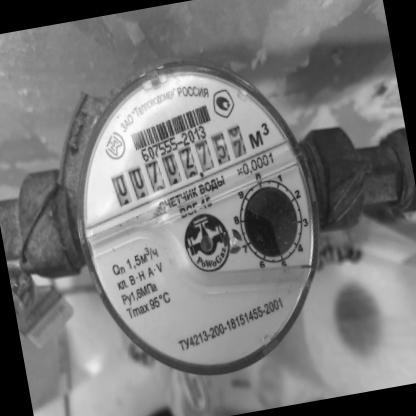 ЗАО "Тепловодомер" РОССИЯ
607555-2013
м³
×0,0001
СЧЕТЧИК ВОДЫ
PoWoGaz
Qn 1,5м³/ч
кл. В-Н А-V
Ру1,6МПа
Tmax 95°C
ТУ4213-200-18151455-2001